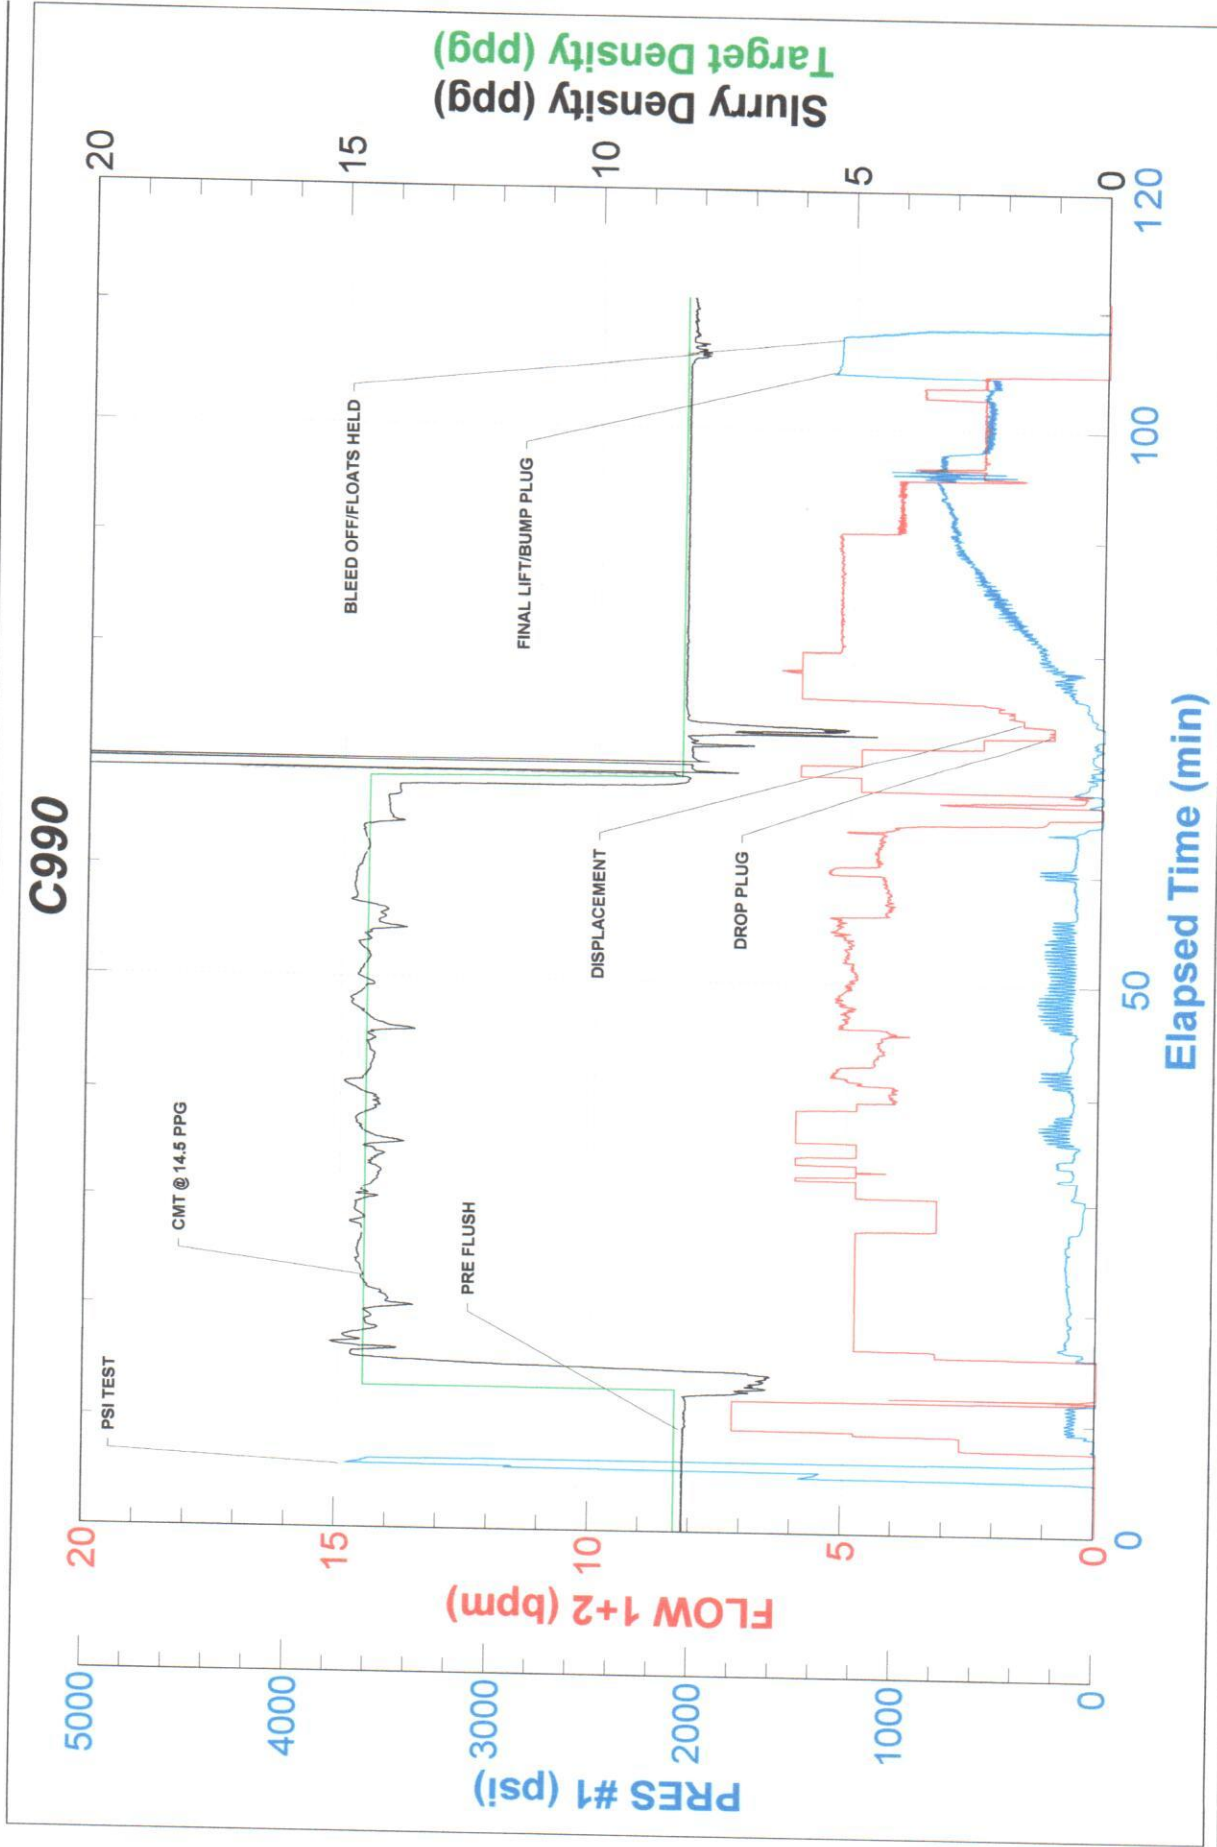 C990
PRES #1 (psi)
5000
4000
3000
2000
1000
0
FLOW 1+2 (bpm)
20
15
10
5
0
PSI TEST
CMT @ 14.5 PPG
PRE FLUSH
DISPLACEMENT
DROP PLUG
BLEED OFF/FLOATS HELD
FINAL LIFT/BUMP PLUG
20
15
10
5
0
Slurry Density (ppg)
Target Density (ppg)
0
50
100
120
Elapsed Time (min)